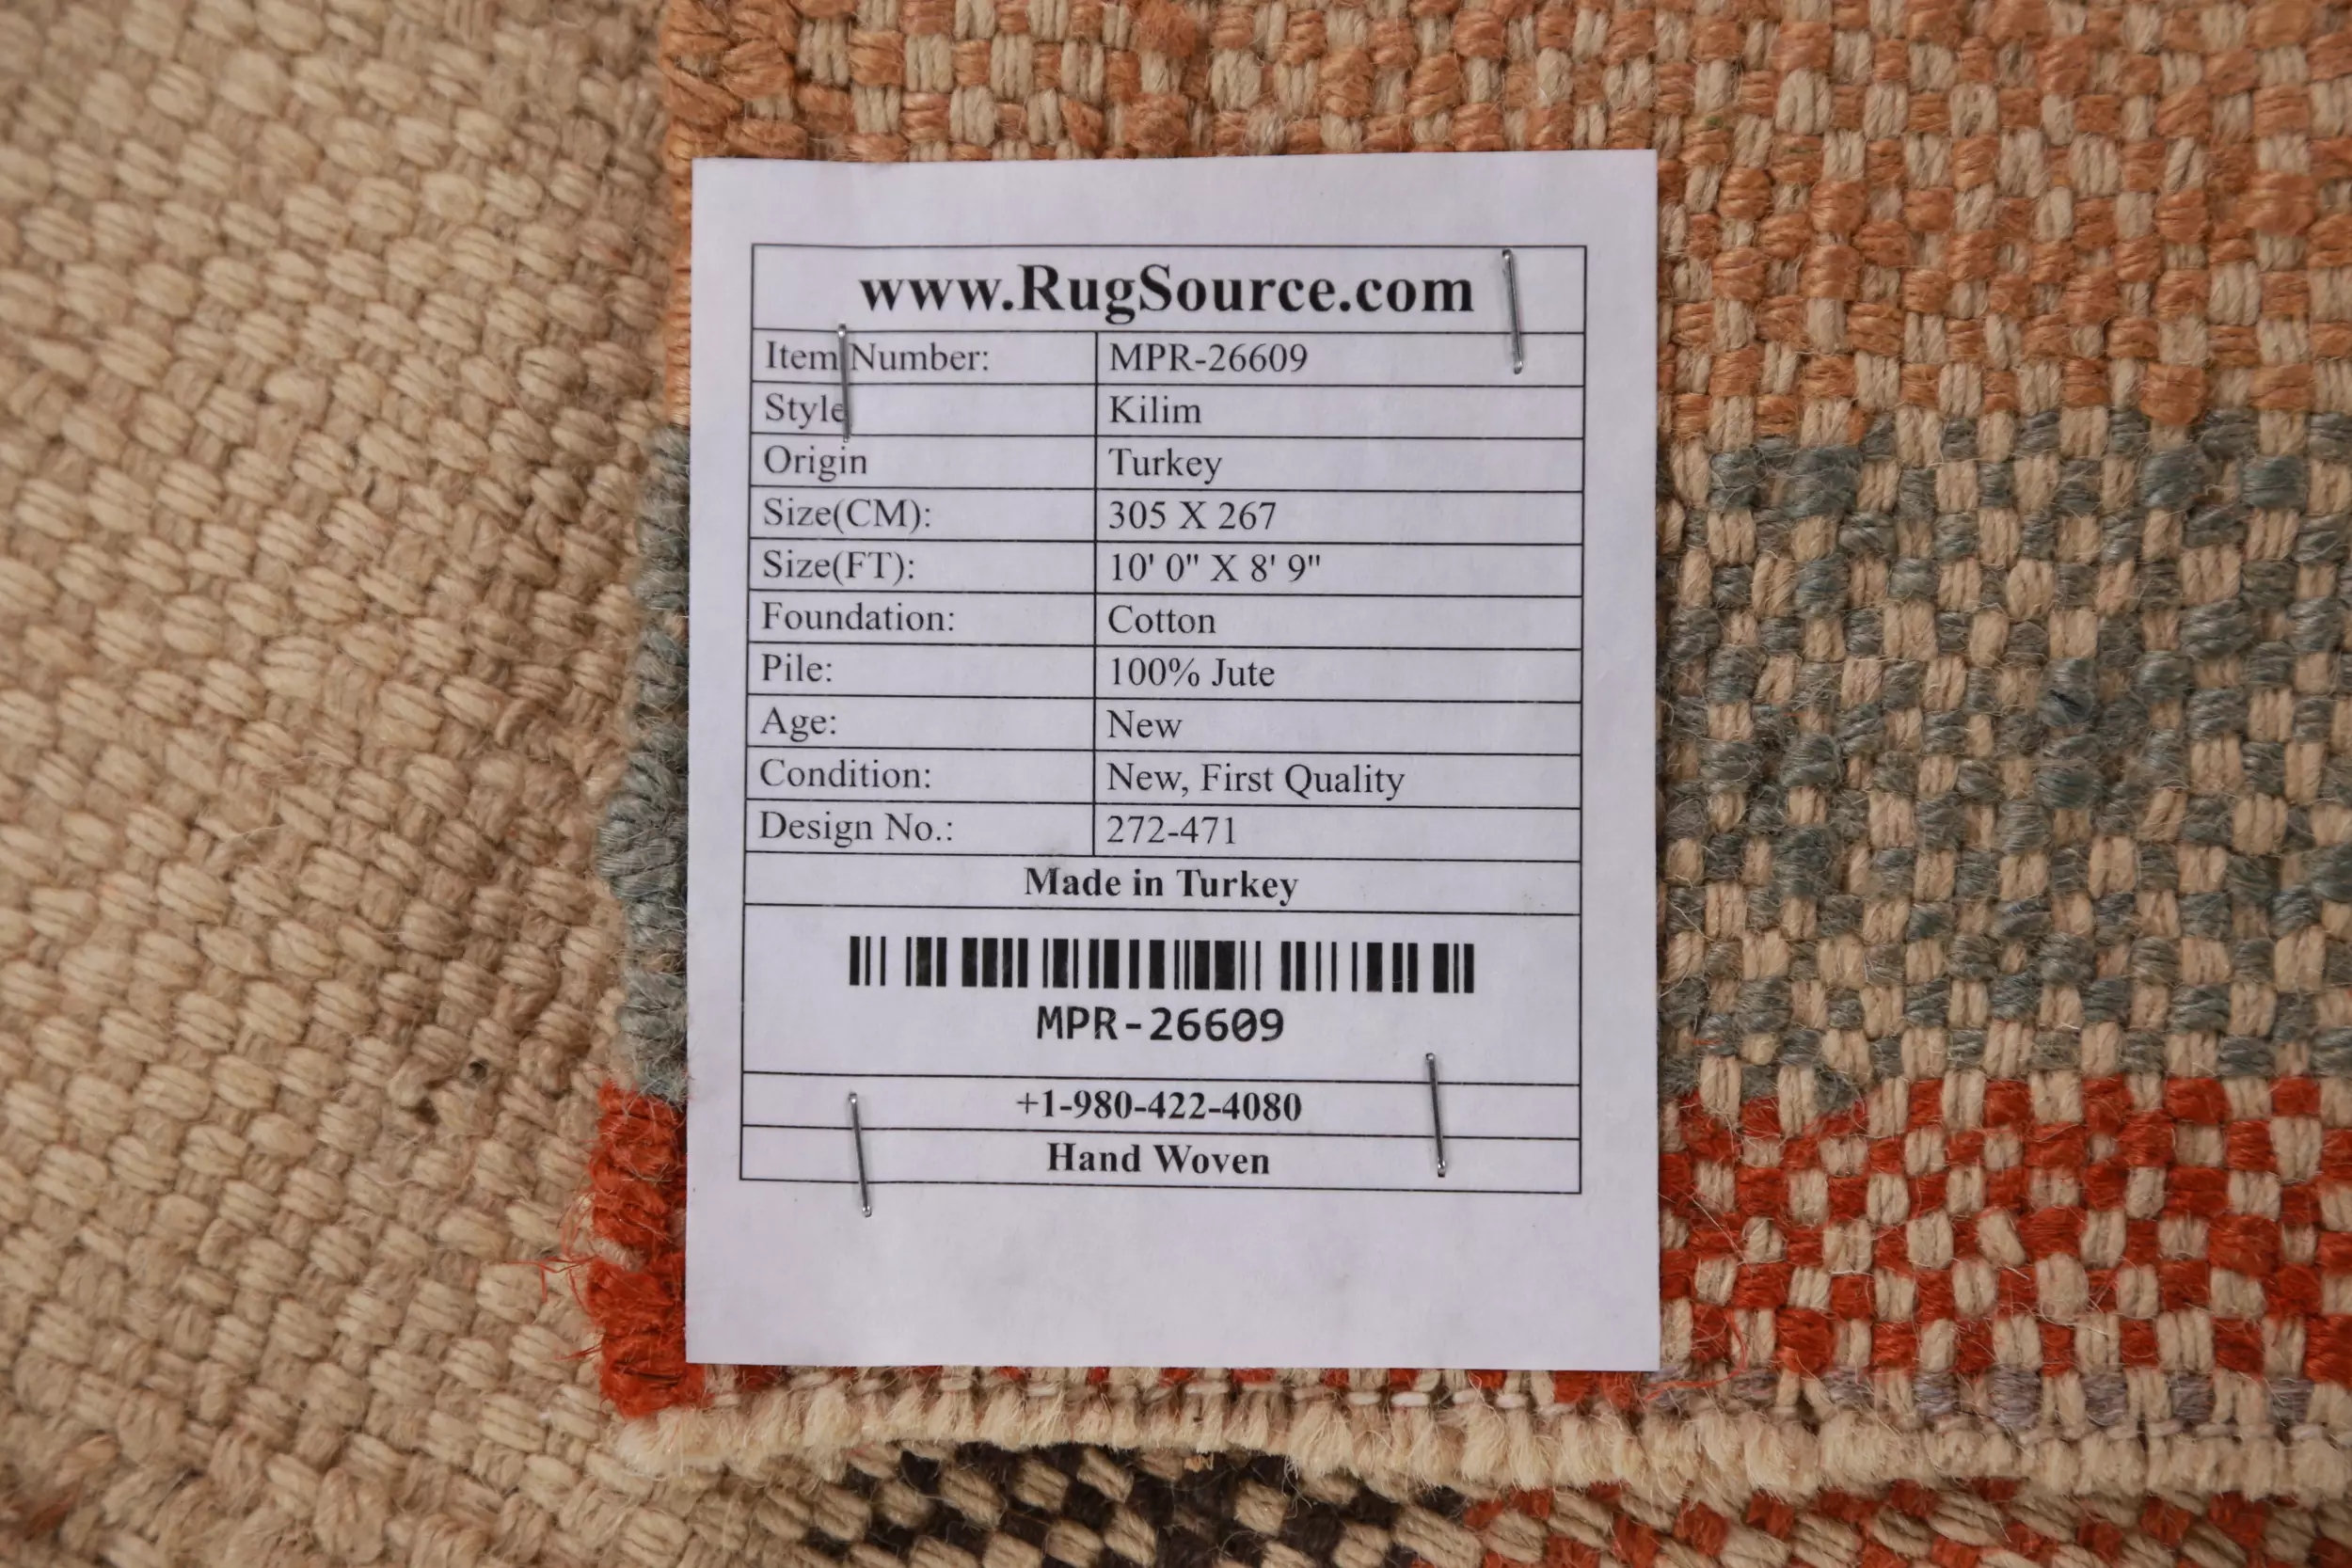 www.RugSource.com
Item Number: MPR-26609
Style Kilim
Origin Turkey
Size(CM): 305 X 267
Size(FT): 10' 0" X 8' 9"
Foundation: Cotton
Pile: 100% Jute
Age: New
Condition: New, First Quality
Design No.: 272-471
Made in Turkey
MPR-26609
+1-980-422-4080
Hand Woven